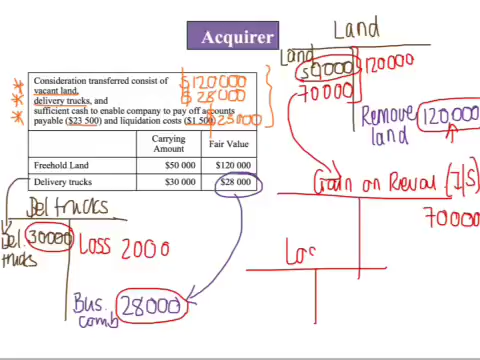 Acquirer
Land
Consideration transferred consist of
vacant land,
delivery trucks, and
sufficient cash to enable company to pay off accounts
payable ($23 500) and liquidation costs ($1 500)
$120000
$28000
$25000
Carrying Amount
Fair Value
Freehold Land
$50 000
$120 000
Delivery trucks
$30 000
$28 000
Land
50000
70000
120000
Remove land
120,000
Gain on Reval. (I/S)
70000
Del trucks
Del. trucks
30000
Loss 2000
Bus. comb
28000
Los